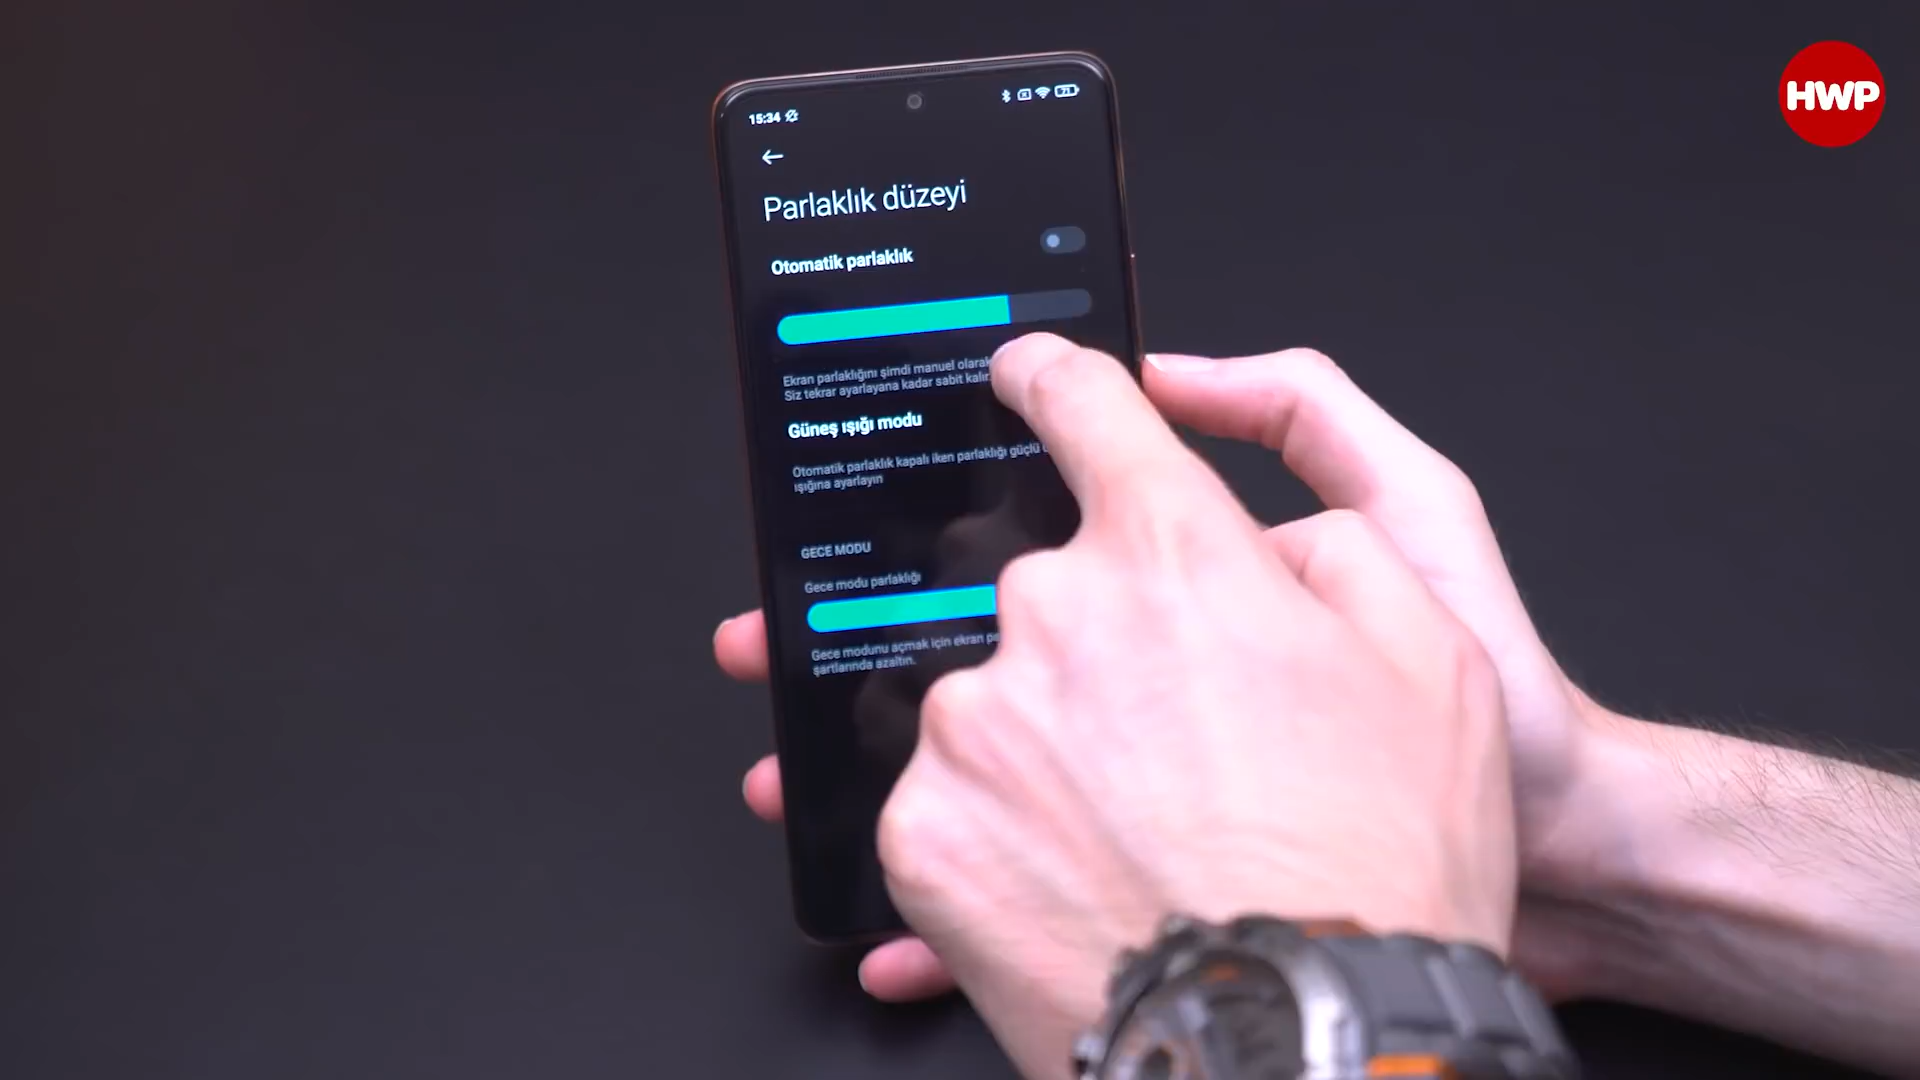 HWP
15:34
Parlaklık düzeyi
Otomatik parlaklık
Ekran parlaklığını şimdi manuel olarak
Siz tekrar ayarlayana kadar sabit kalır.
Güneş ışığı modu
Otomatik parlaklık kapalı iken parlaklığı güçlü
ışığına ayarlayın
GECE MODU
Gece modu parlaklığı
Gece modunu açmak için ekran
şartlarında azaltın.